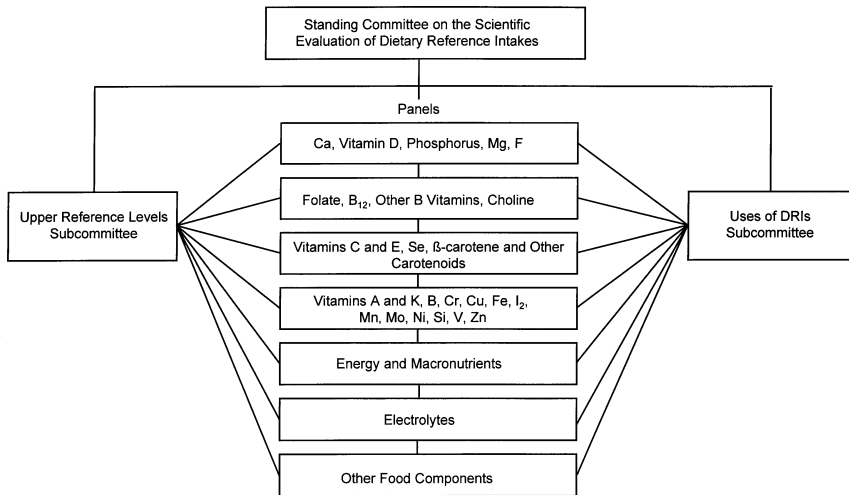 Standing Committee on the Scientific
Evaluation of Dietary Reference Intakes
Panels
Ca, Vitamin D, Phosphorus, Mg, F
Upper Reference Levels
Subcommittee
Folate, B₁₂, Other B Vitamins, Choline
Uses of DRIs
Subcommittee
Vitamins C and E, Se, ß-carotene and Other
Carotenoids
Vitamins A and K, B, Cr, Cu, Fe, I₂,
Mn, Mo, Ni, Si, V, Zn
Energy and Macronutrients
Electrolytes
Other Food Components